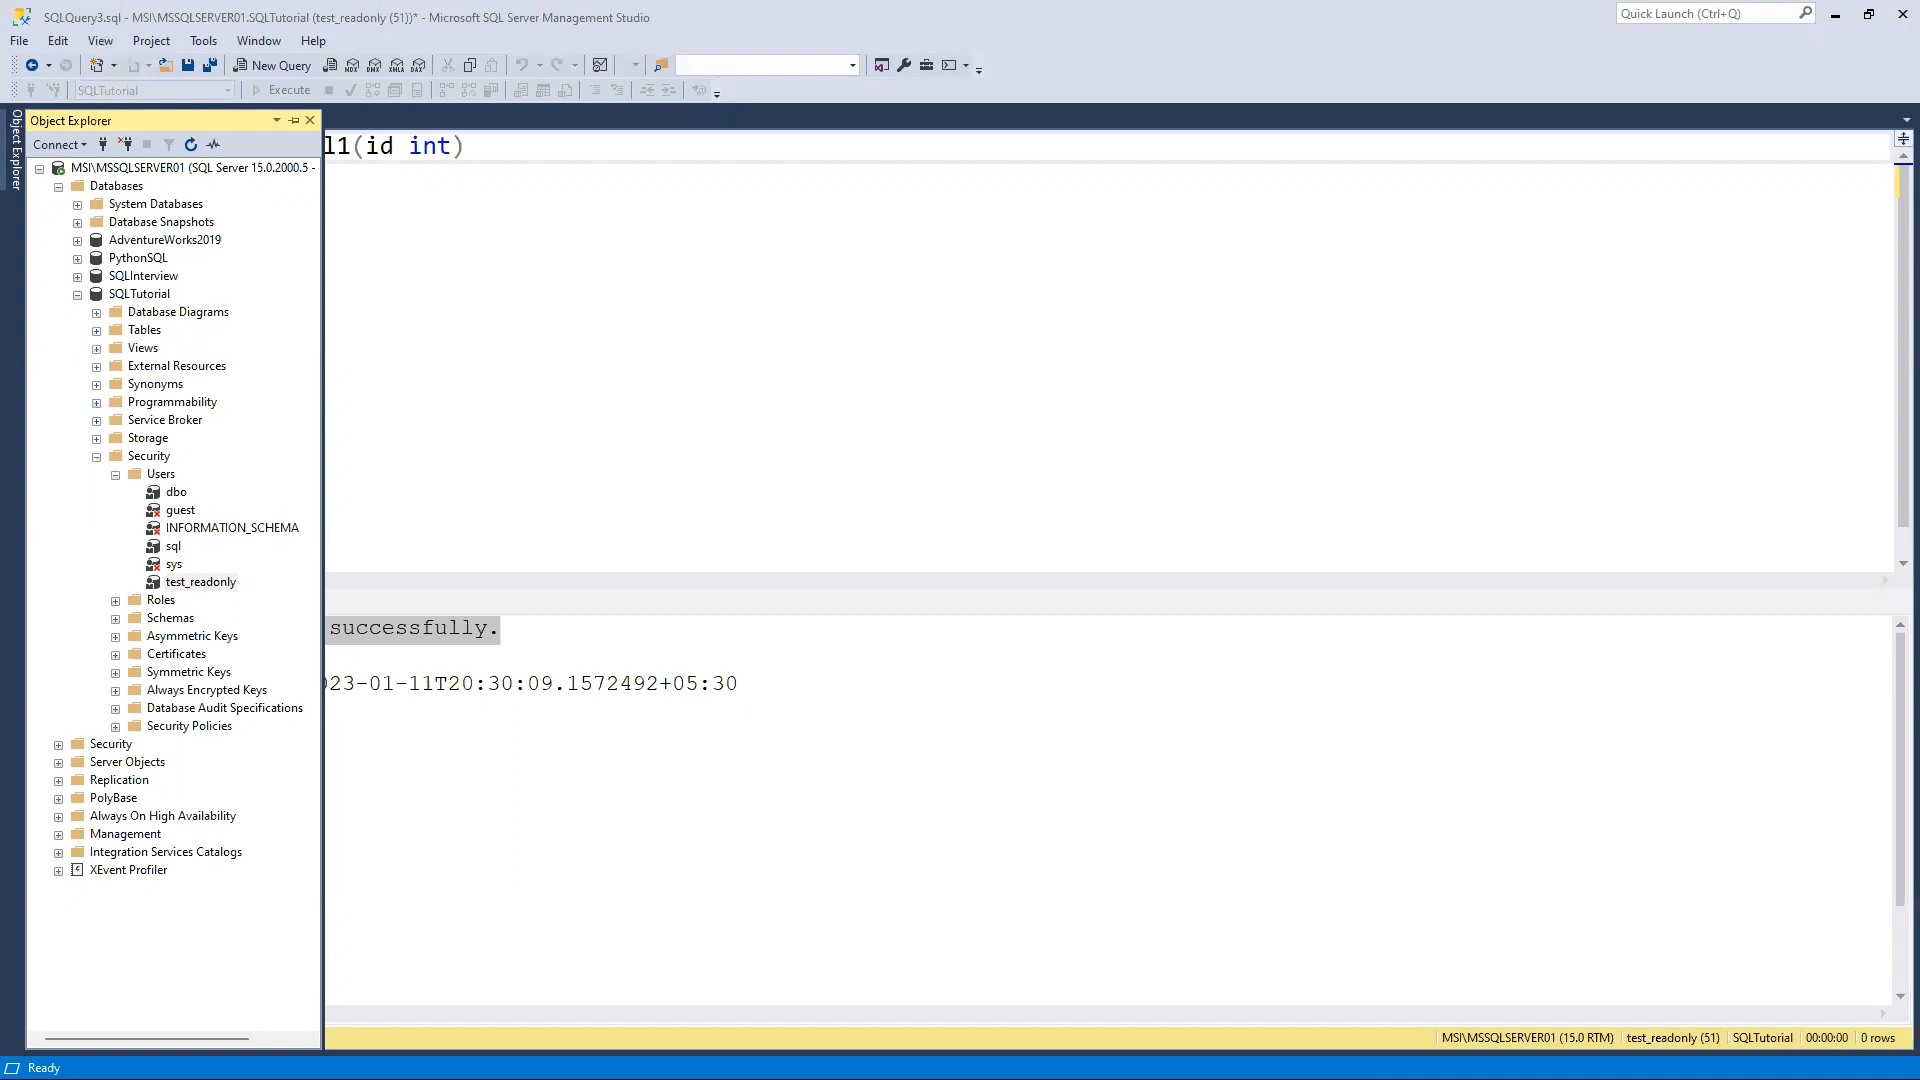 SQLQuery3.sql - MSI\MSSQLSERVER01.SQLTutorial (test_readonly (51))* - Microsoft SQL Server Management Studio
Quick Launch (Ctrl+Q)
File Edit View Project Tools Window Help
New Query
MDX DMX XMLA DAX
SQLTutorial
Execute
Object Explorer
Object Explorer
Connect
MSI\MSSQLSERVER01 (SQL Server 15.0.2000.5 -
Databases
System Databases
Database Snapshots
AdventureWorks2019
PythonSQL
SQLInterview
SQLTutorial
Database Diagrams
Tables
Views
External Resources
Synonyms
Programmability
Service Broker
Storage
Security
Users
dbo
guest
INFORMATION_SCHEMA
sql
sys
test_readonly
Roles
Schemas
Asymmetric Keys
Certificates
Symmetric Keys
Always Encrypted Keys
Database Audit Specifications
Security Policies
Security
Server Objects
Replication
PolyBase
Always On High Availability
Management
Integration Services Catalogs
XEvent Profiler
l1(id int)
successfully.
23-01-11T20:30:09.1572492+05:30
MSI\MSSQLSERVER01 (15.0 RTM) test_readonly (51) SQLTutorial 00:00:00 0 rows
Ready